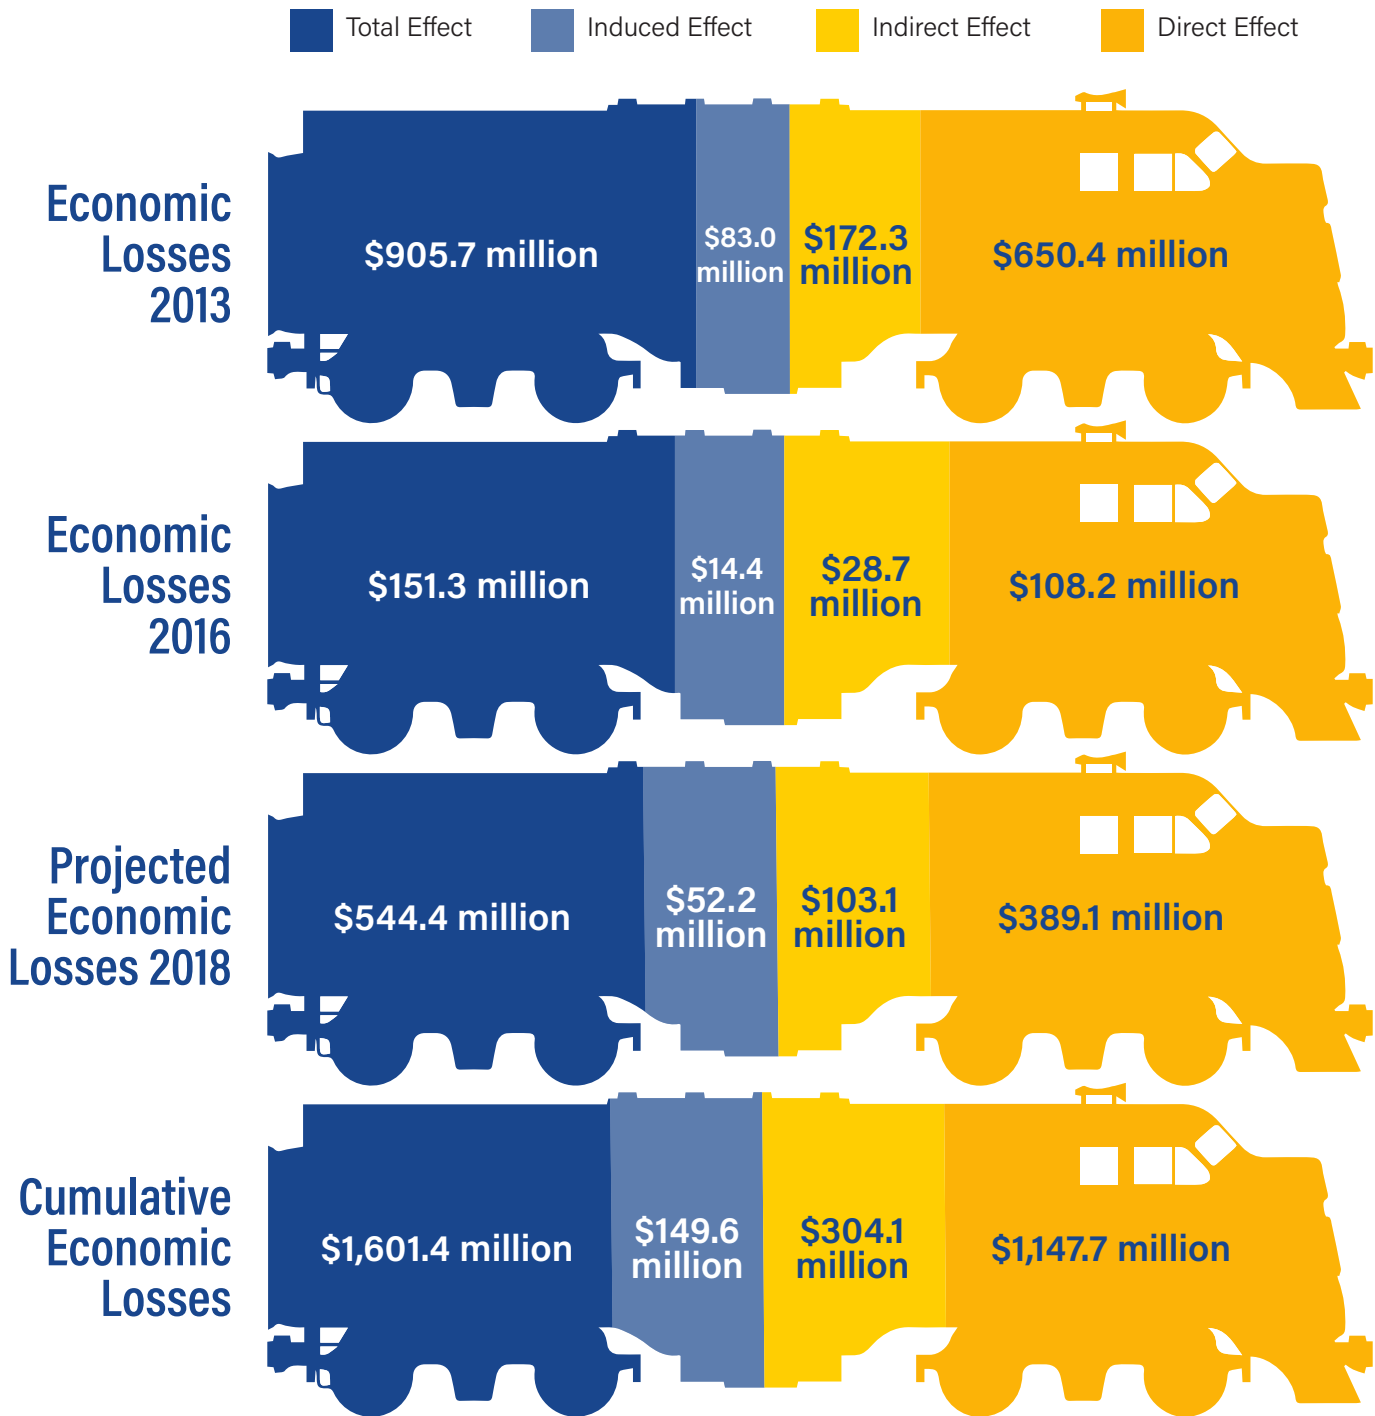 Total Effect
Induced Effect
Indirect Effect
Direct Effect
Economic
Losses
2013
$905.7 million
$83.0
million
$172.3
million
$650.4 million
Economic
Losses
2016
$151.3 million
$14.4
million
$28.7
million
$108.2 million
Projected
Economic
Losses 2018
$544.4 million
$52.2
million
$103.1
million
$389.1 million
Cumulative
Economic
Losses
$1,601.4 million
$149.6
million
$304.1
million
$1,147.7 million